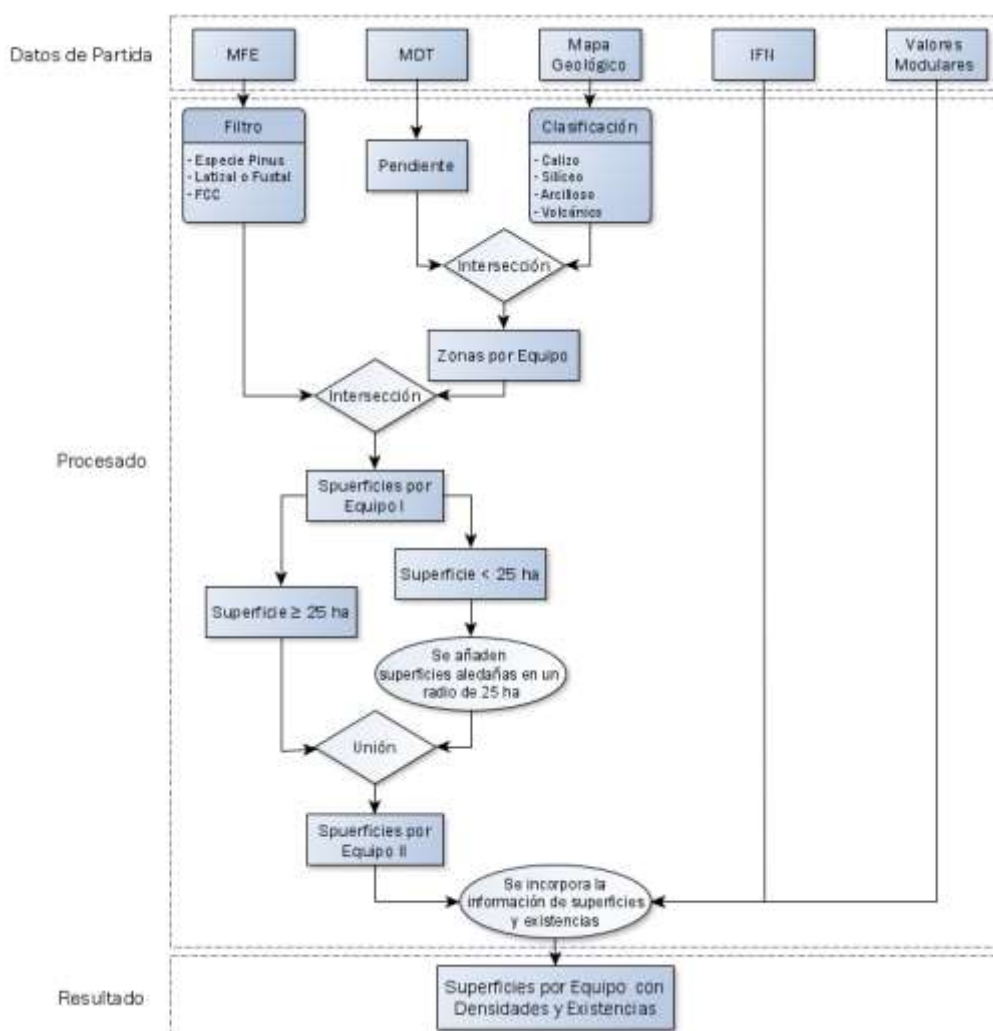 Datos de Partida
MFE
MDT
Mapa
Geológico
IFN
Valores
Modulares
Filtro
- Especie Pinus
- Latizal o Fustal
- FCC
Pendiente
Clasificación
- Calizo
- Silíceo
- Arcilloso
- Volcánico
Intersección
Zonas por Equipo
Intersección
Procesado
Spuerficies por
Equipo I
Superficie < 25 ha
Superficie ≥ 25 ha
Se añaden
superficies aledañas en un
radio de 25 ha
Unión
Spuerficies por
Equipo II
Se incorpora la
información de superficies
y existencias
Resultado
Superficies por Equipo con
Densidades y Existencias